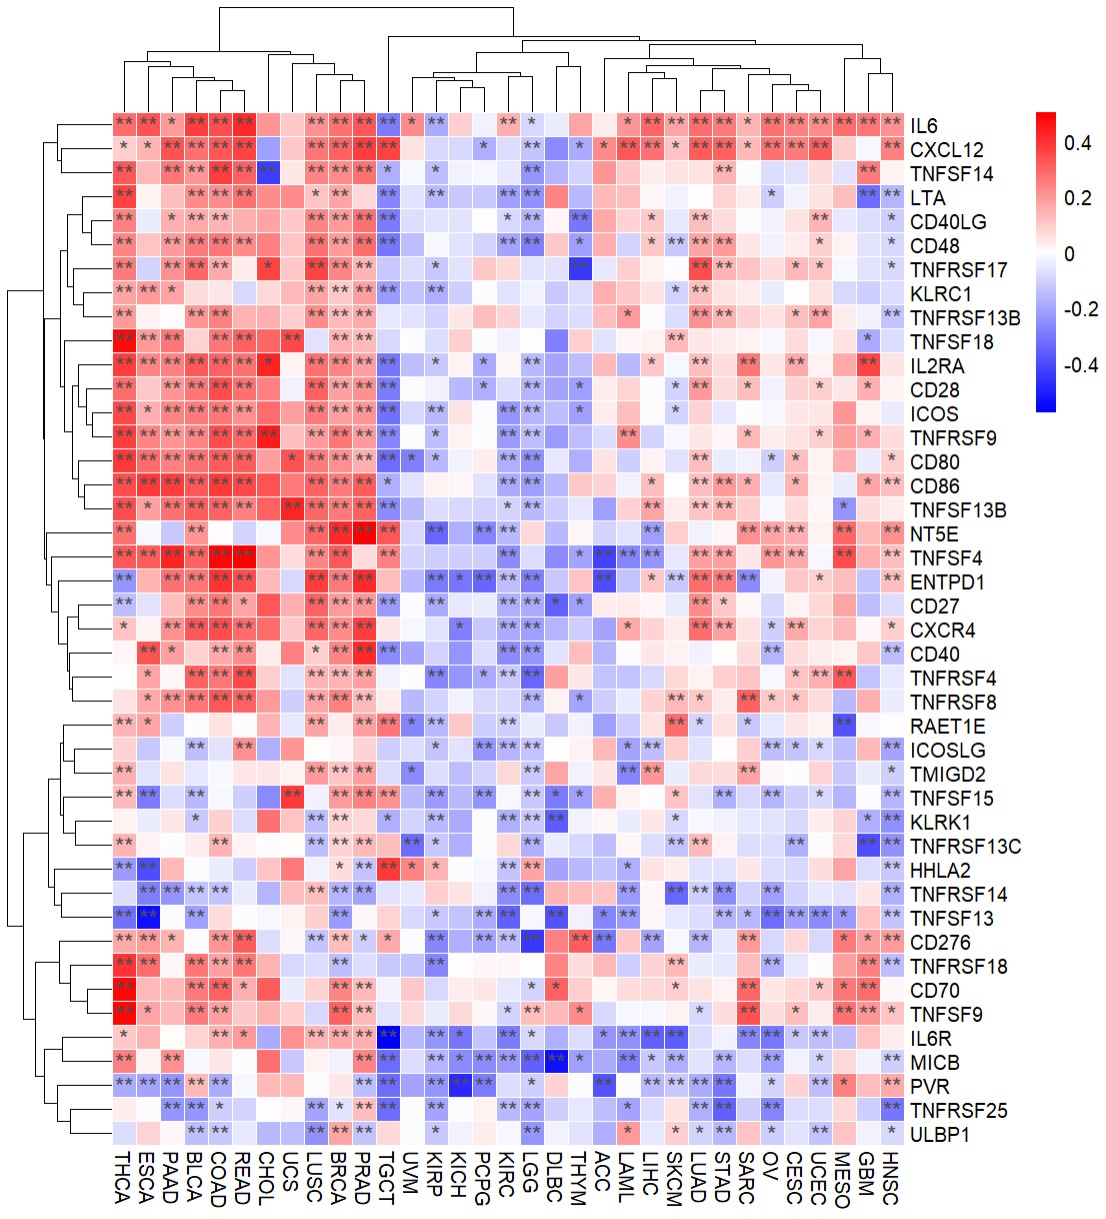 IL6
CXCL12
TNFSF14
LTA
CD40LG
CD48
TNFRSF17
KLRC1
TNFRSF13B
TNFSF18
IL2RA
CD28
ICOS
TNFRSF9
CD80
CD86
TNFSF13B
NT5E
TNFSF4
ENTPD1
CD27
CXCR4
CD40
TNFRSF4
TNFRSF8
RAET1E
ICOSLG
TMIGD2
TNFSF15
KLRK1
TNFRSF13C
HHLA2
TNFRSF14
TNFSF13
CD276
TNFRSF18
CD70
TNFSF9
IL6R
MICB
PVR
TNFRSF25
ULBP1
0.4
0.2
0
-0.2
-0.4
THCA
ESCA
PAAD
BLCA
COAD
READ
CHOL
UCS
LUSC
BRCA
PRAD
TGCT
UVM
KIRP
KICH
PCPG
KIRC
LGG
DLBC
THYM
ACC
LAML
LIHC
SKCM
LUAD
STAD
SARC
OV
CESC
UCEC
MESO
GBM
HNSC